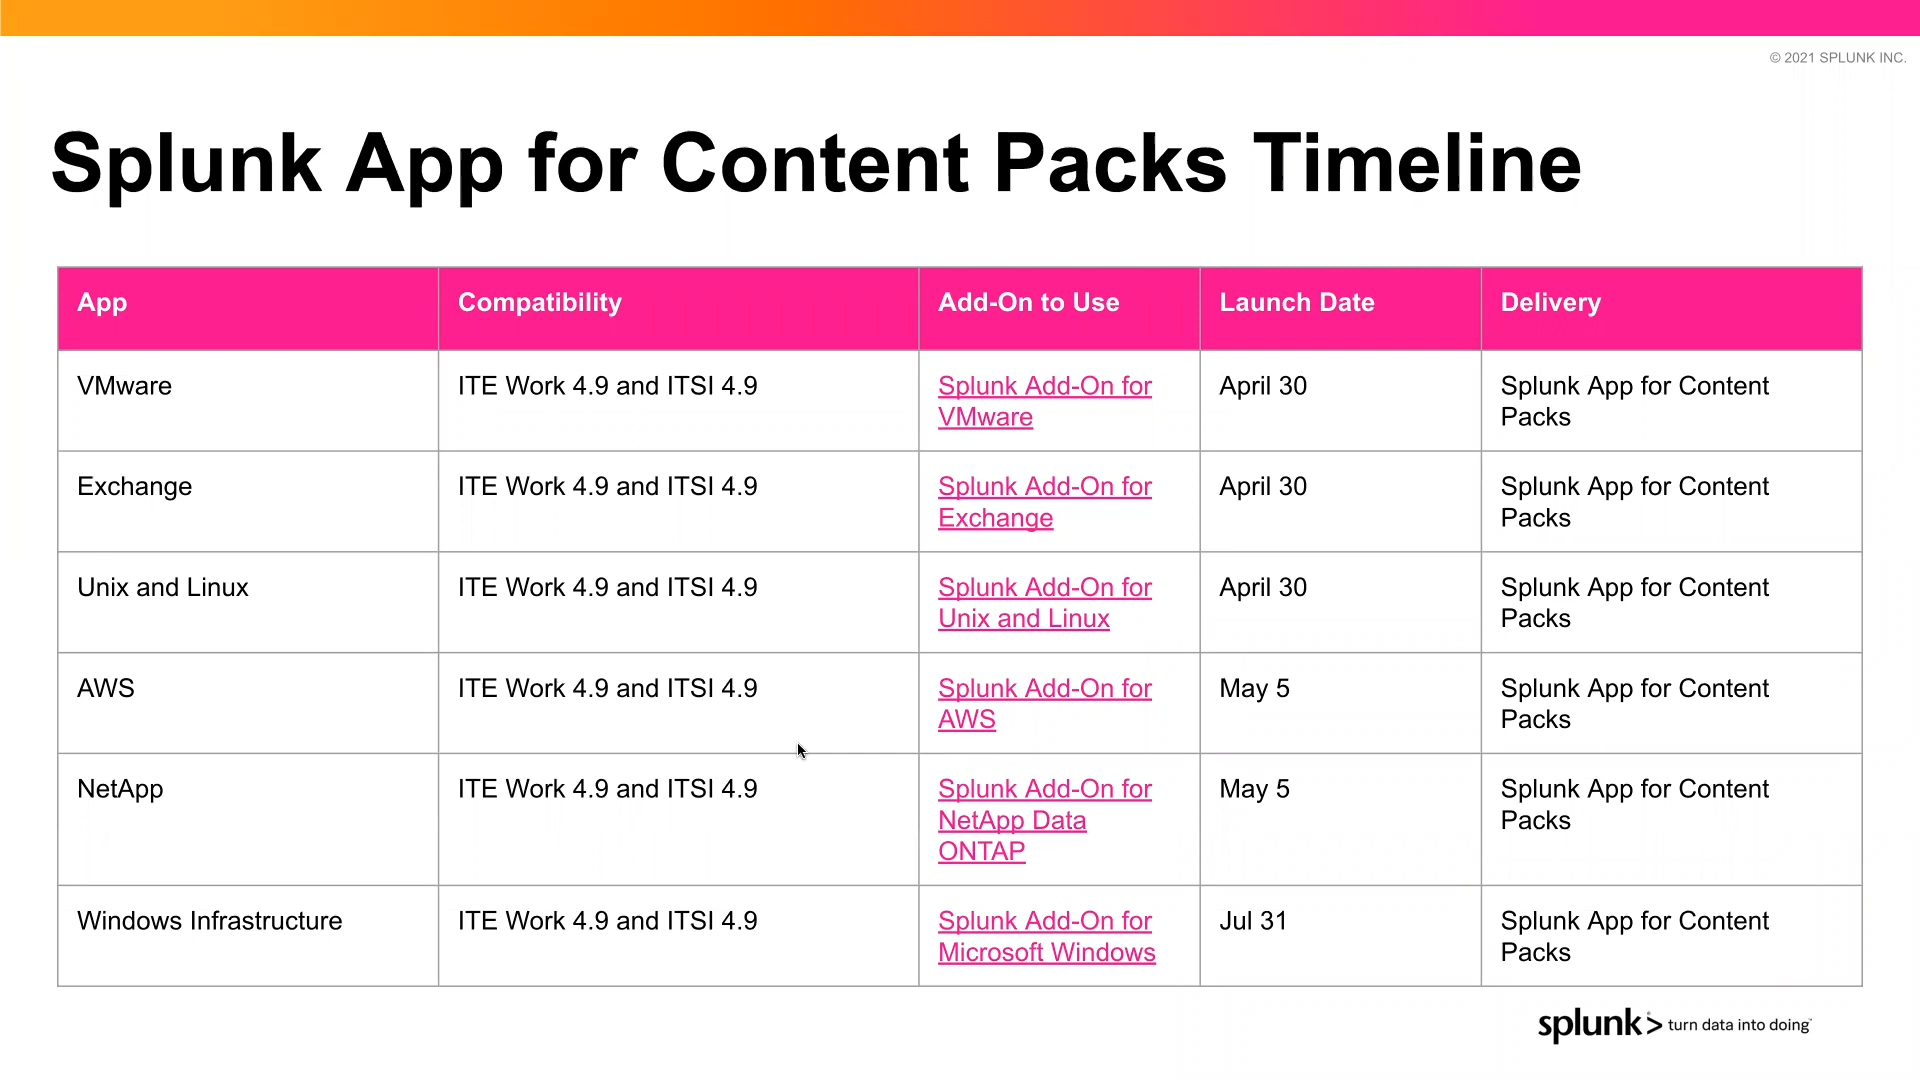 © 2021 SPLUNK INC.
Splunk App for Content Packs Timeline
App Compatibility Add-On to Use Launch Date Delivery
VMware ITE Work 4.9 and ITSI 4.9 Splunk Add-On for April 30 Splunk App for Content
VMware Packs
Exchange ITE Work 4.9 and ITSI 4.9 Splunk Add-On for April 30 Splunk App for Content
Exchange Packs
Unix and Linux ITE Work 4.9 and ITSI 4.9 Splunk Add-On for April 30 Splunk App for Content
Unix and Linux Packs
AWS ITE Work 4.9 and ITSI 4.9 Splunk Add-On for May 5 Splunk App for Content
AWS Packs
NetApp ITE Work 4.9 and ITSI 4.9 Splunk Add-On for May 5 Splunk App for Content
NetApp Data Packs
ONTAP
Windows Infrastructure ITE Work 4.9 and ITSI 4.9 Splunk Add-On for Jul 31 Splunk App for Content
Microsoft Windows Packs
splunk> turn data into doing™